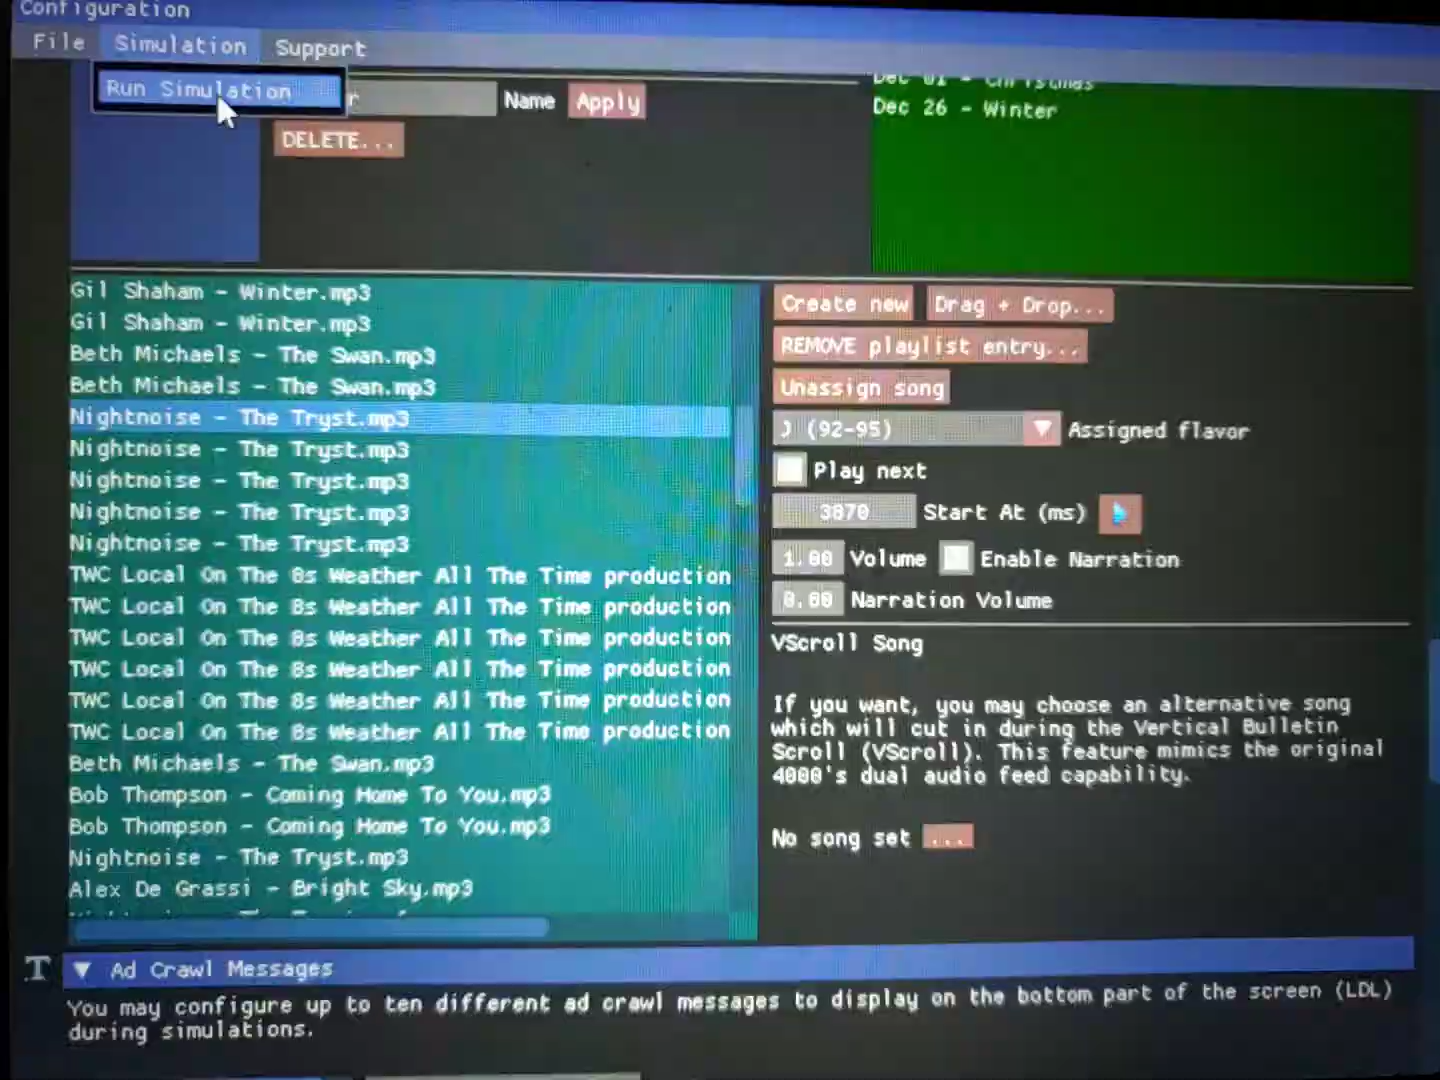 Configuration
File Simulation Support
Run Simulation
r Name Apply
DELETE...
Dec 01 - Christmas
Dec 26 - Winter
Gil Shaham - Winter.mp3
Gil Shaham - Winter.mp3
Beth Michaels - The Swan.mp3
Beth Michaels - The Swan.mp3
Nightnoise - The Tryst.mp3
Nightnoise - The Tryst.mp3
Nightnoise - The Tryst.mp3
Nightnoise - The Tryst.mp3
Nightnoise - The Tryst.mp3
TWC Local On The 8s Weather All The Time production
TWC Local On The 8s Weather All The Time production
TWC Local On The 8s Weather All The Time production
TWC Local On The 8s Weather All The Time production
TWC Local On The 8s Weather All The Time production
TWC Local On The 8s Weather All The Time production
Beth Michaels - The Swan.mp3
Bob Thompson - Coming Home To You.mp3
Bob Thompson - Coming Home To You.mp3
Nightnoise - The Tryst.mp3
Alex De Grassi - Bright Sky.mp3
Create new Drag + Drop...
REMOVE playlist entry...
Unassign song
J (92-95) Assigned flavor
Play next
3870 Start At (ms)
1.00 Volume Enable Narration
0.00 Narration Volume
VScroll Song
If you want, you may choose an alternative song
which will cut in during the Vertical Bulletin
Scroll (VScroll). This feature mimics the original
4000's dual audio feed capability.
No song set ...
T Ad Crawl Messages
You may configure up to ten different ad crawl messages to display on the bottom part of the screen (LDL)
during simulations.